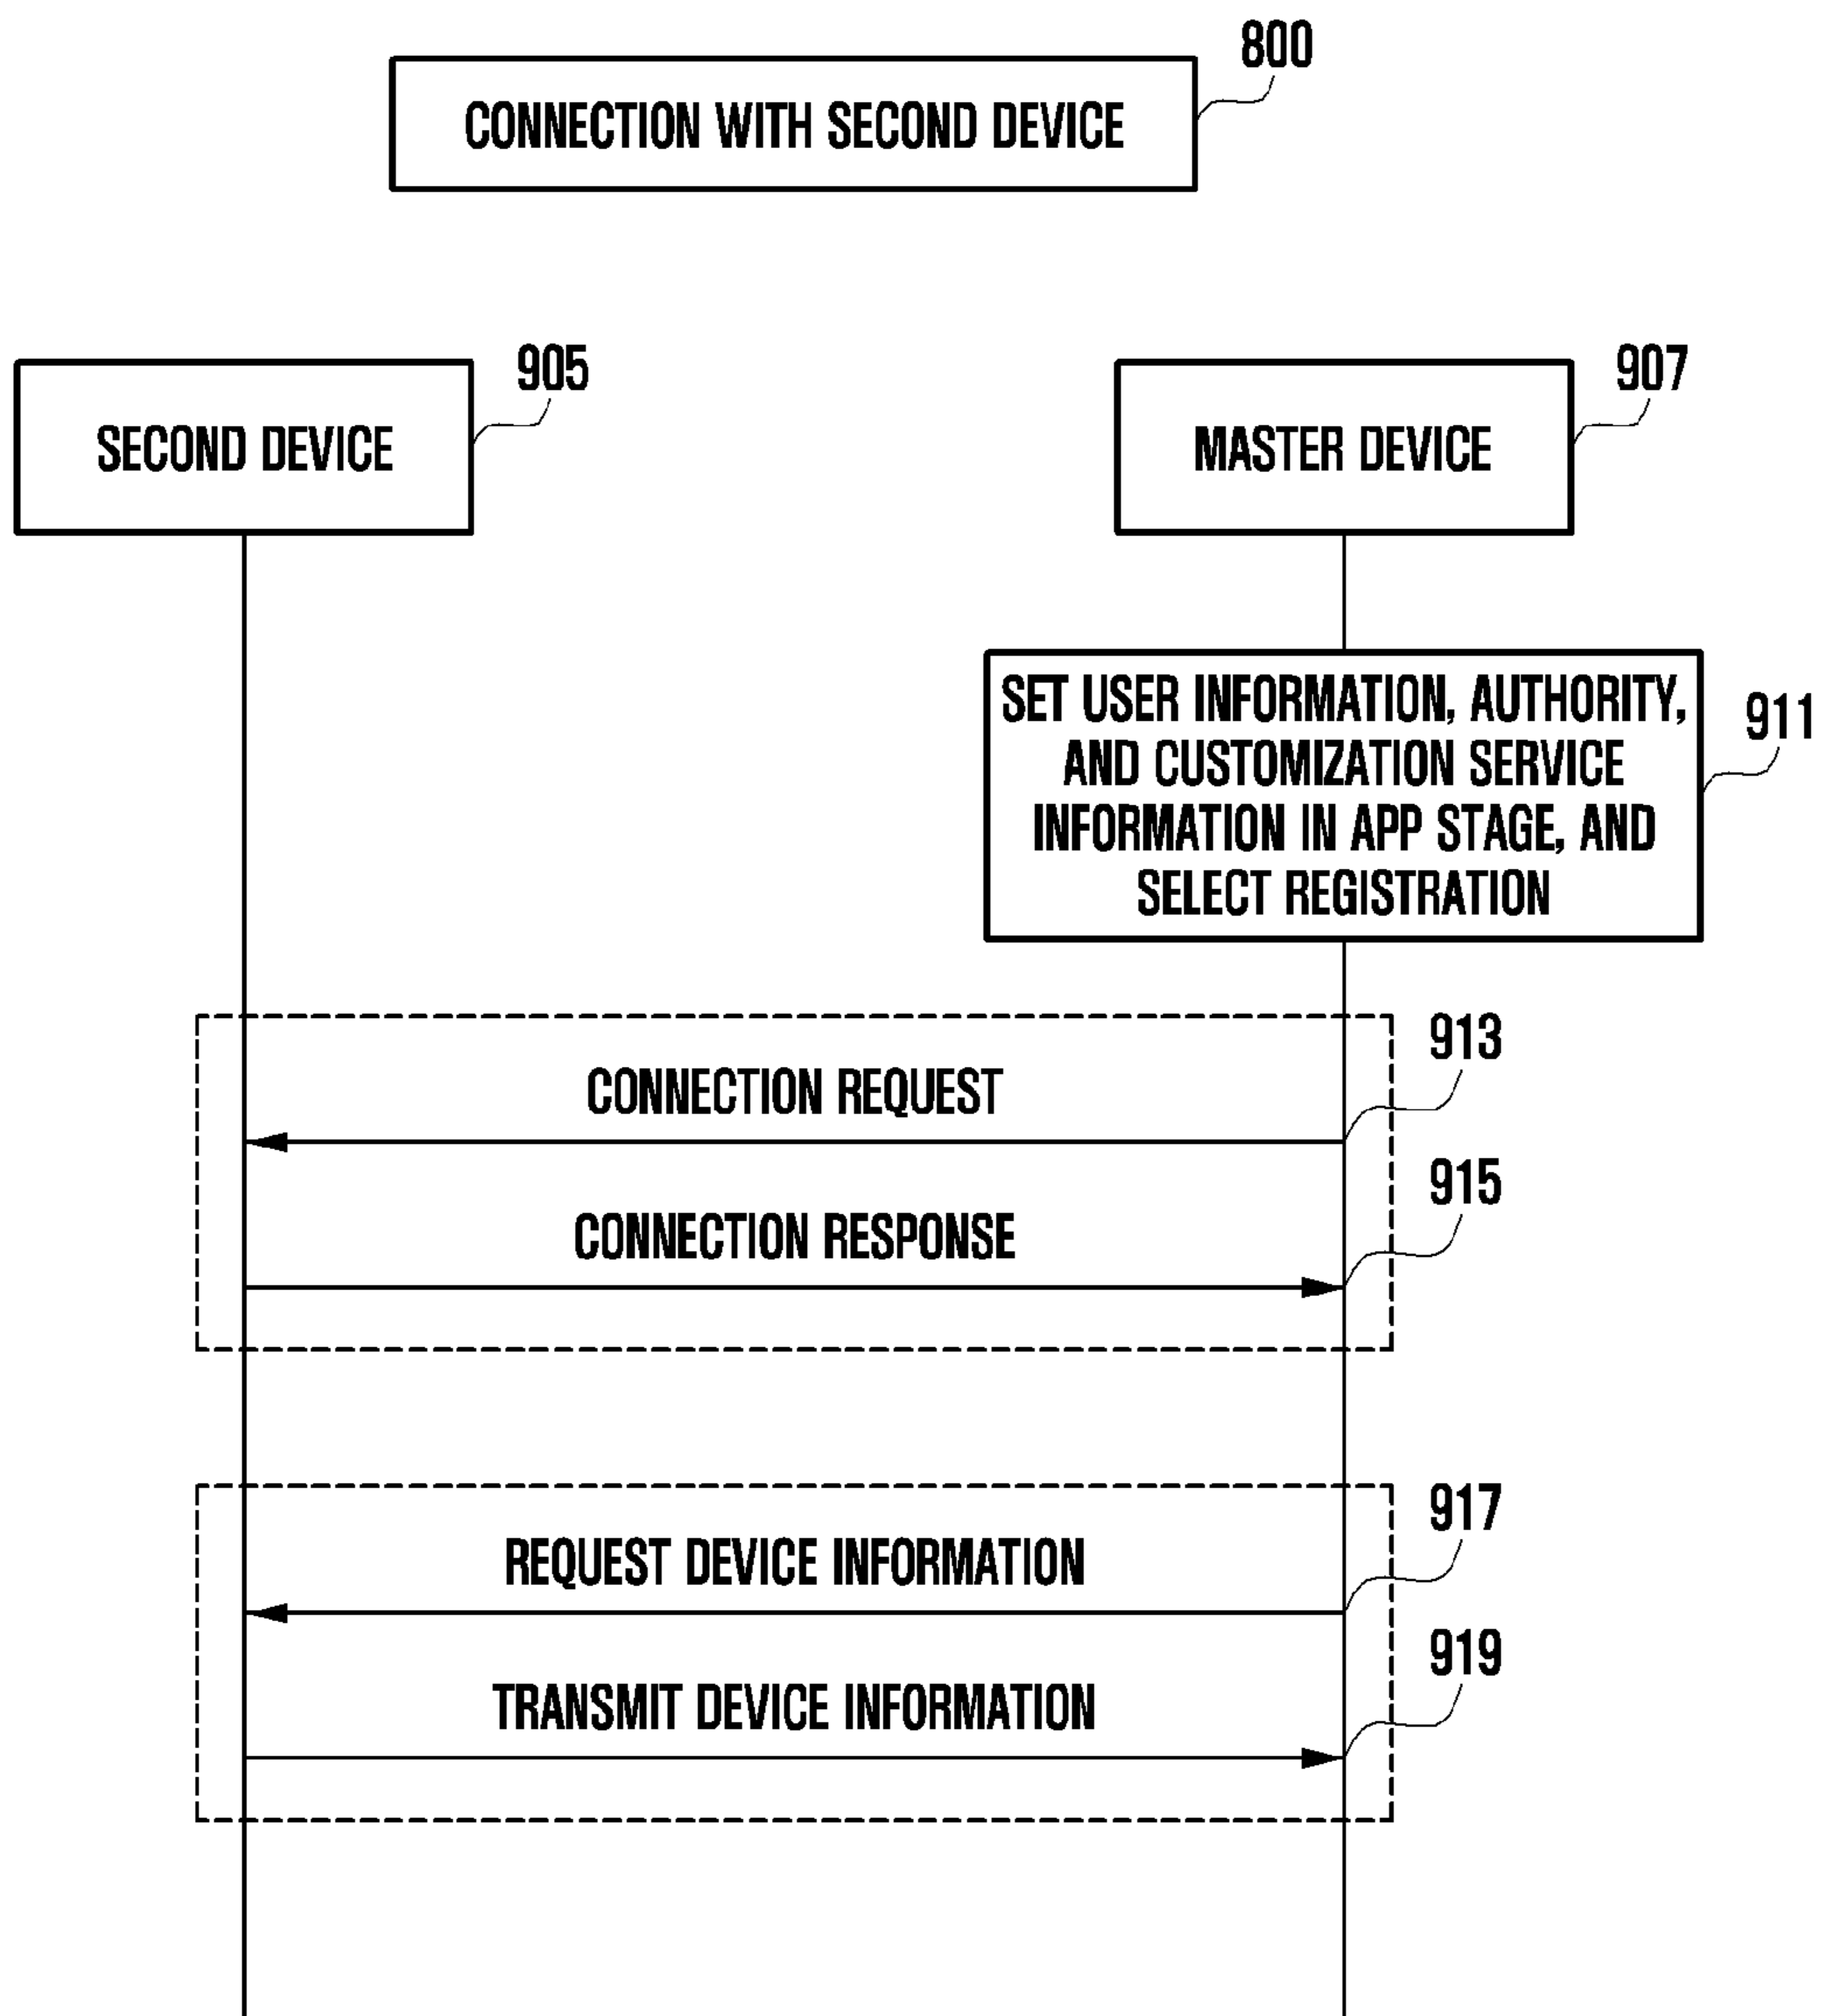 800
CONNECTION WITH SECOND DEVICE
905
907
SECOND DEVICE
MASTER DEVICE
SET USER INFORMATION, AUTHORITY,
AND CUSTOMIZATION SERVICE
INFORMATION IN APP STAGE, AND
SELECT REGISTRATION
911
913
CONNECTION REQUEST
915
CONNECTION RESPONSE
917
REQUEST DEVICE INFORMATION
919
TRANSMIT DEVICE INFORMATION